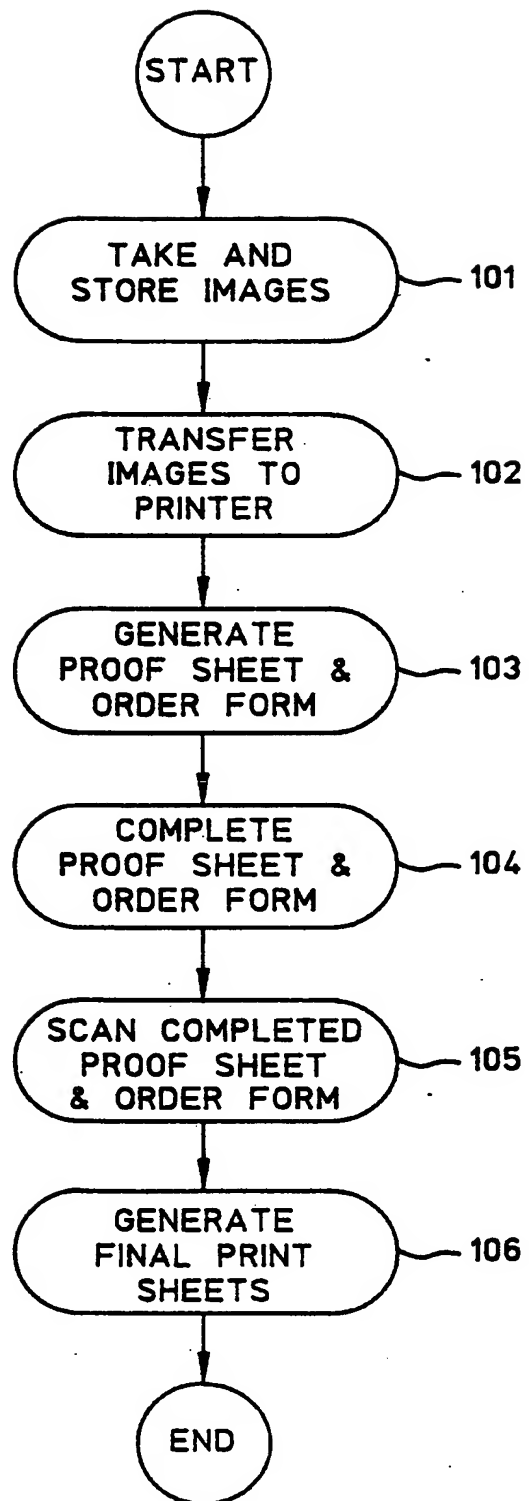 START
TAKE AND
STORE IMAGES
101
TRANSFER
IMAGES TO
PRINTER
102
GENERATE
PROOF SHEET &
ORDER FORM
103
COMPLETE
PROOF SHEET &
ORDER FORM
104
SCAN COMPLETED
PROOF SHEET
& ORDER FORM
105
GENERATE
FINAL PRINT
SHEETS
106
END